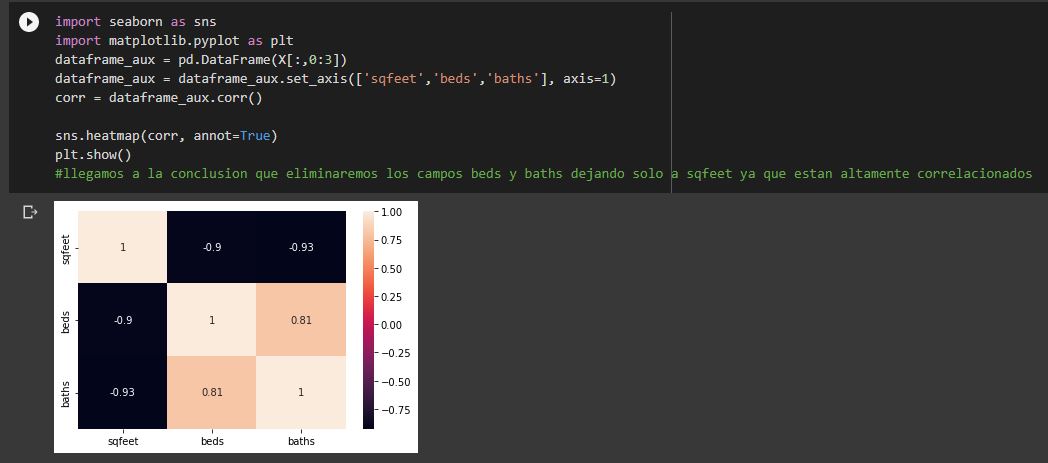 import seaborn as sns
import matplotlib.pyplot as plt
dataframe_aux = pd.DataFrame(X[:,0:3])
dataframe_aux = dataframe_aux.set_axis(['sqfeet','beds','baths'], axis=1)
corr = dataframe_aux.corr()
sns.heatmap(corr, annot=True)
plt.show()
#llegamos a la conclusion que eliminaremos los campos beds y baths dejando solo a sqfeet ya que estan altamente correlacionados
sqfeet 1 -0.9 -0.93
beds -0.9 1 0.81
baths -0.93 0.81 1
sqfeet beds baths
1.00
0.75
0.50
0.25
0.00
−0.25
−0.50
−0.75